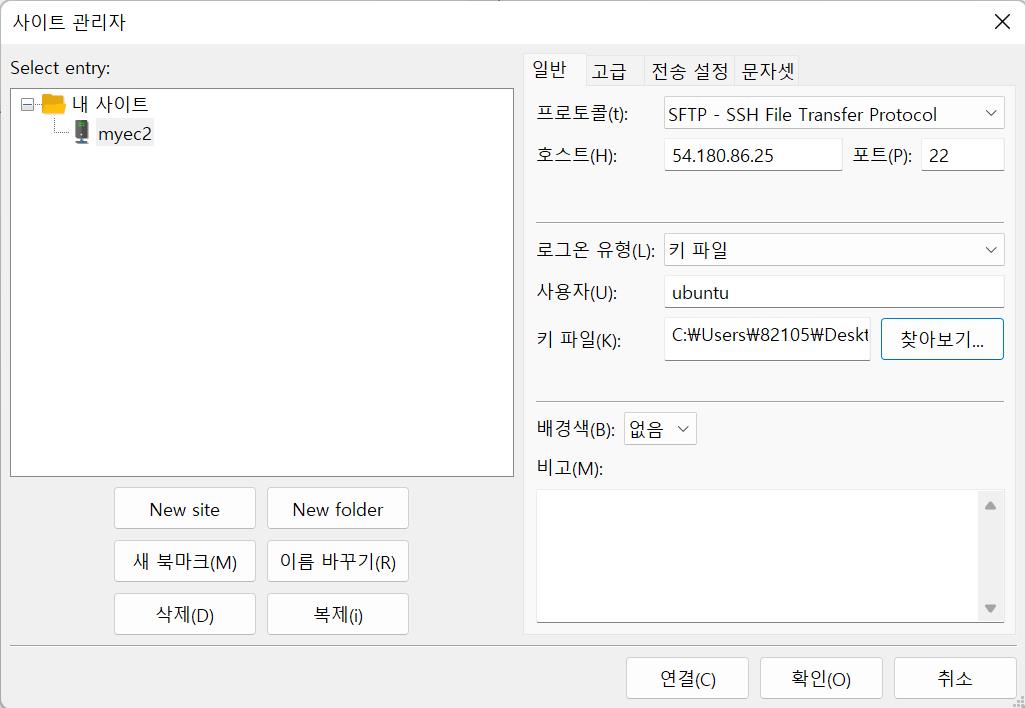 사이트 관리자
Select entry:
내 사이트
myec2
New site
New folder
새 북마크(M)
이름 바꾸기(R)
삭제(D)
복제(i)
일반
고급
전송 설정
문자셋
프로토콜(t):
SFTP - SSH File Transfer Protocol
호스트(H):
54.180.86.25
포트(P):
22
로그온 유형(L):
키 파일
사용자(U):
ubuntu
키 파일(K):
C:₩Users₩82105₩Deskt
찾아보기...
배경색(B):
없음
비고(M):
연결(C)
확인(O)
취소